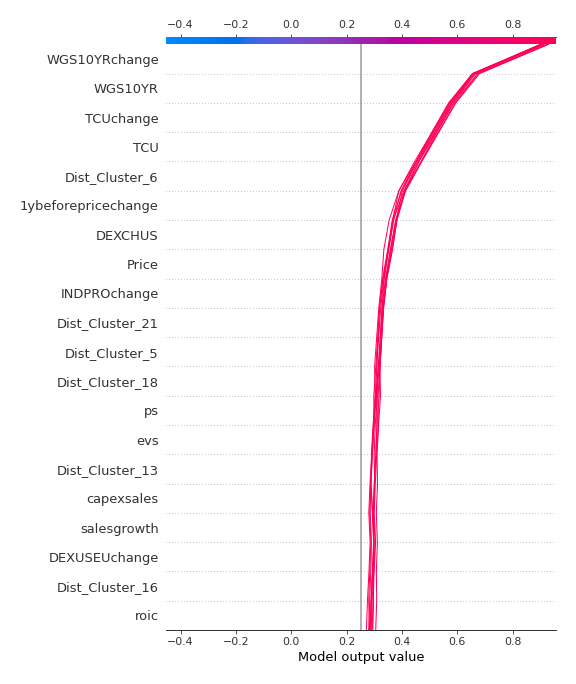 −0.4 −0.2 0.0 0.2 0.4 0.6 0.8
WGS10YRchange
WGS10YR
TCUchange
TCU
Dist_Cluster_6
1ybeforepricechange
DEXCHUS
Price
INDPROchange
Dist_Cluster_21
Dist_Cluster_5
Dist_Cluster_18
ps
evs
Dist_Cluster_13
capexsales
salesgrowth
DEXUSEUchange
Dist_Cluster_16
roic
−0.4 −0.2 0.0 0.2 0.4 0.6 0.8
Model output value